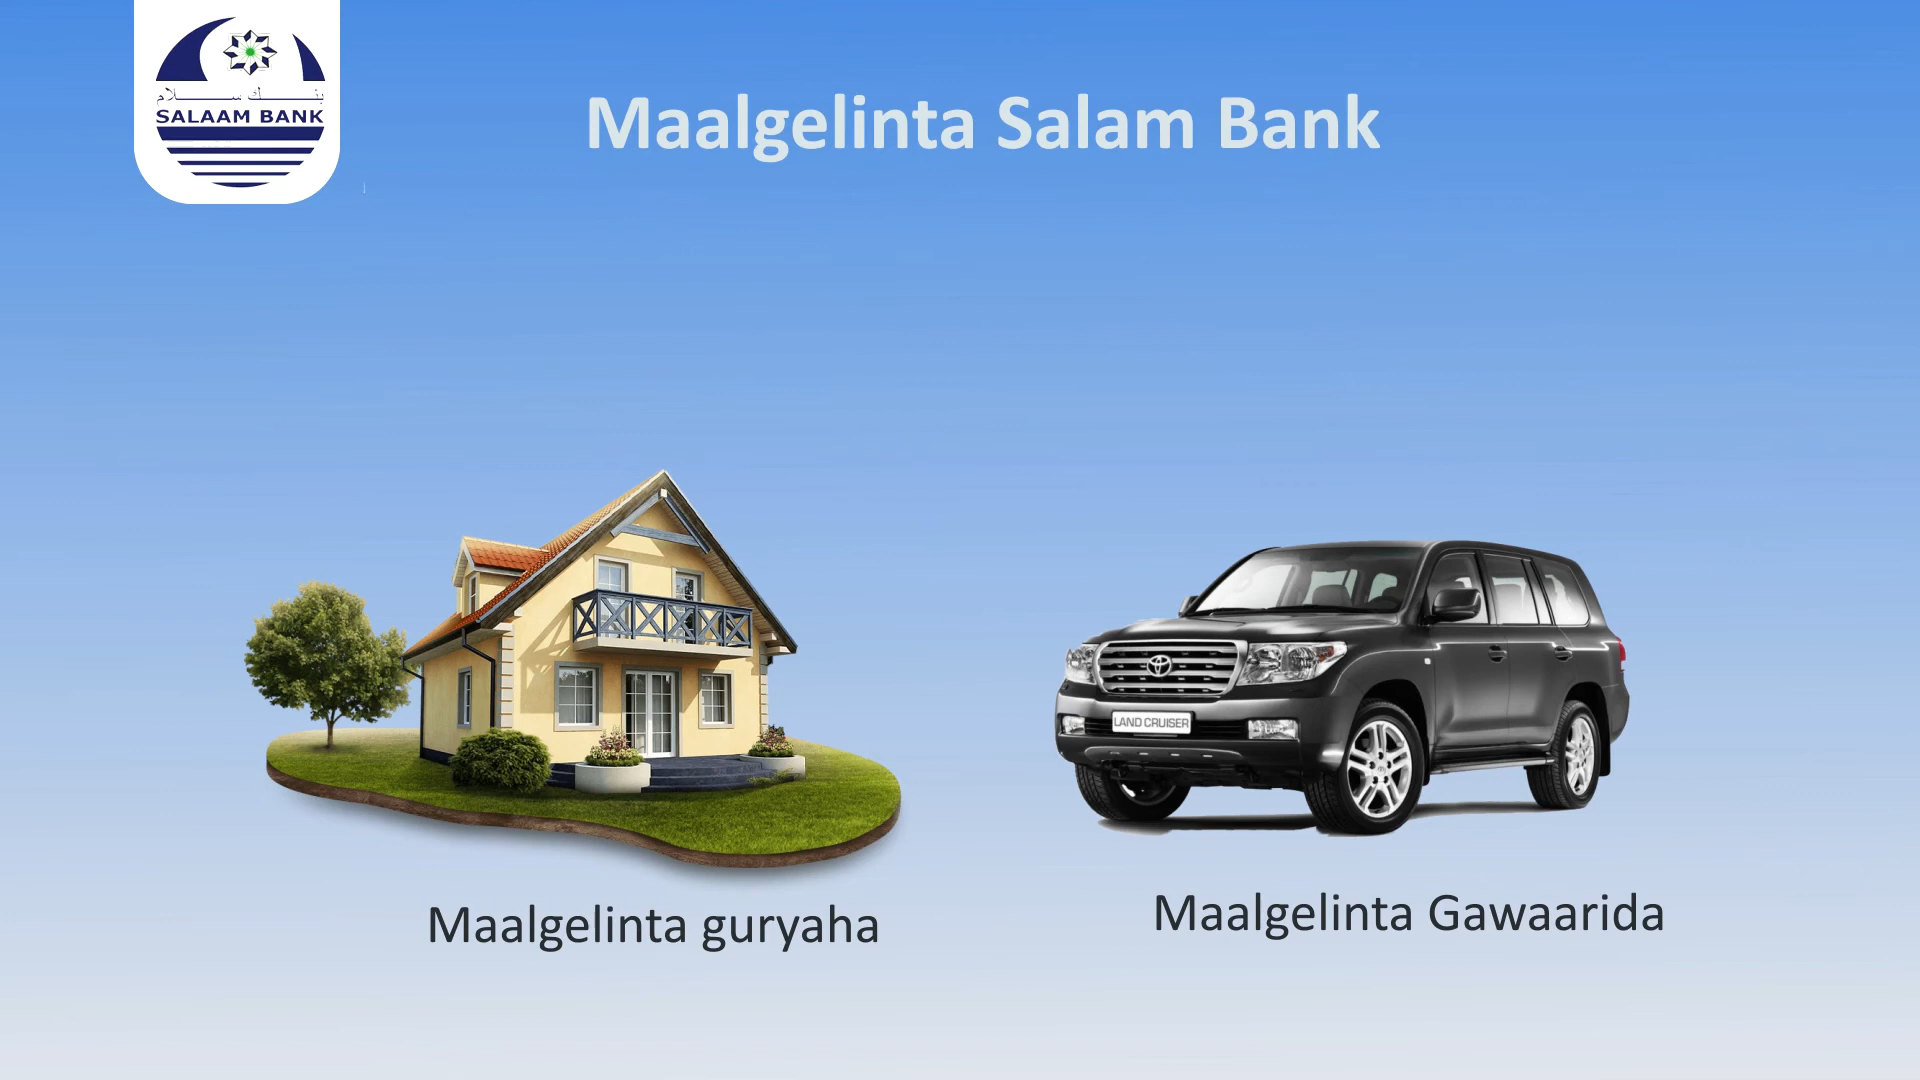 بنك سلام
SALAAM BANK
Maalgelinta Salam Bank
LAND CRUISER
Maalgelinta guryaha
Maalgelinta Gawaarida